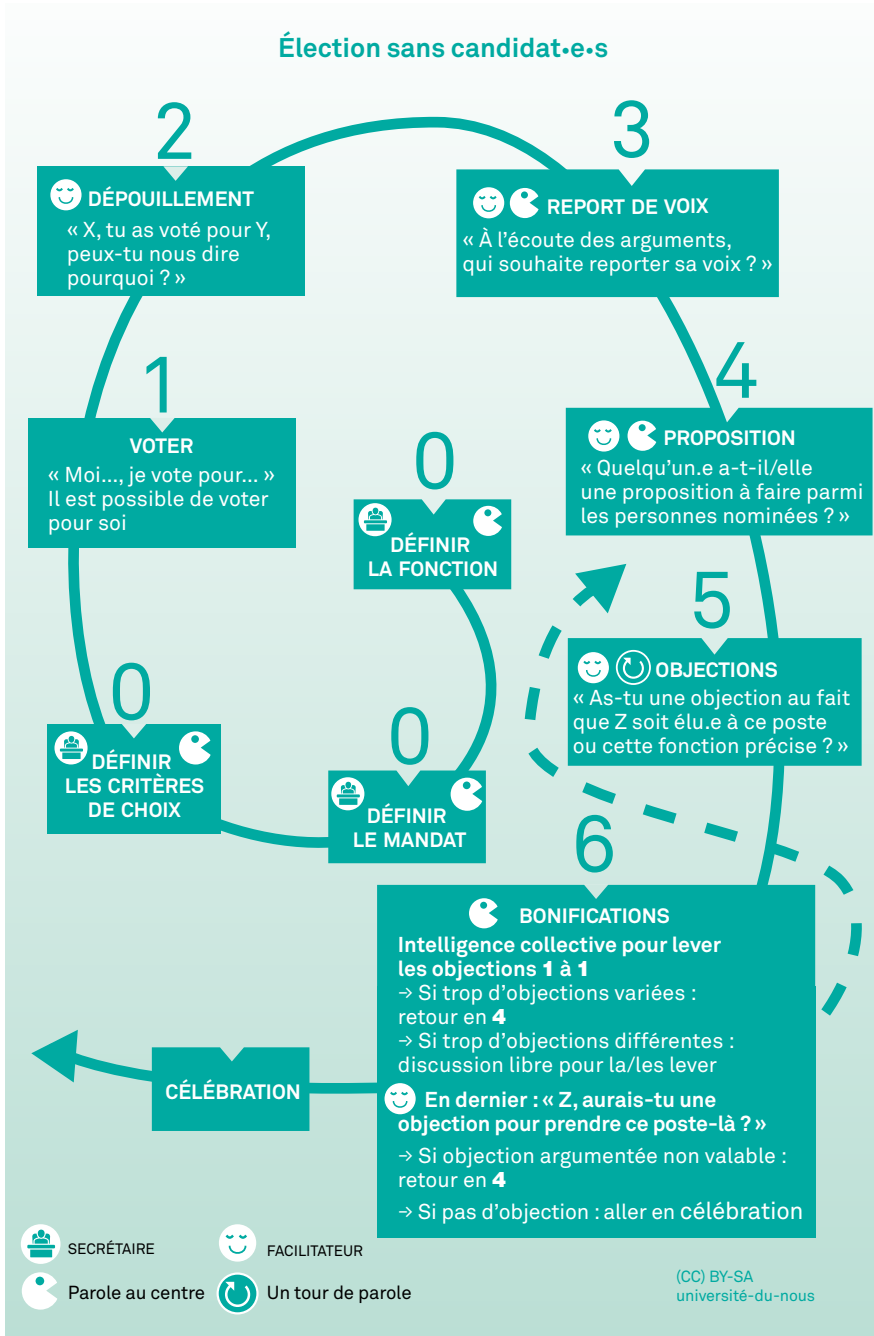 Élection sans candidat•e•s
0
DÉFINIR
LA FONCTION
0
DÉFINIR
LE MANDAT
0
DÉFINIR
LES CRITÈRES
DE CHOIX
1
VOTER
« Moi..., je vote pour... »
Il est possible de voter
pour soi
2
DÉPOUILLEMENT
« X, tu as voté pour Y,
peux-tu nous dire
pourquoi ? »
3
REPORT DE VOIX
« À l’écoute des arguments,
qui souhaite reporter sa voix ? »
4
PROPOSITION
« Quelqu’un.e a-t-il/elle
une proposition à faire parmi
les personnes nominées ? »
5
OBJECTIONS
« As-tu une objection au fait
que Z soit élu.e à ce poste
ou cette fonction précise ? »
6
BONIFICATIONS
Intelligence collective pour lever
les objections 1 à 1
→ Si trop d’objections variées :
retour en 4
→ Si trop d’objections différentes :
discussion libre pour la/les lever
En dernier : « Z, aurais-tu une
objection pour prendre ce poste-là ? »
→ Si objection argumentée non valable :
retour en 4
→ Si pas d’objection : aller en célébration
CÉLÉBRATION
SECRÉTAIRE
FACILITATEUR
Parole au centre
Un tour de parole
(CC) BY-SA
université-du-nous